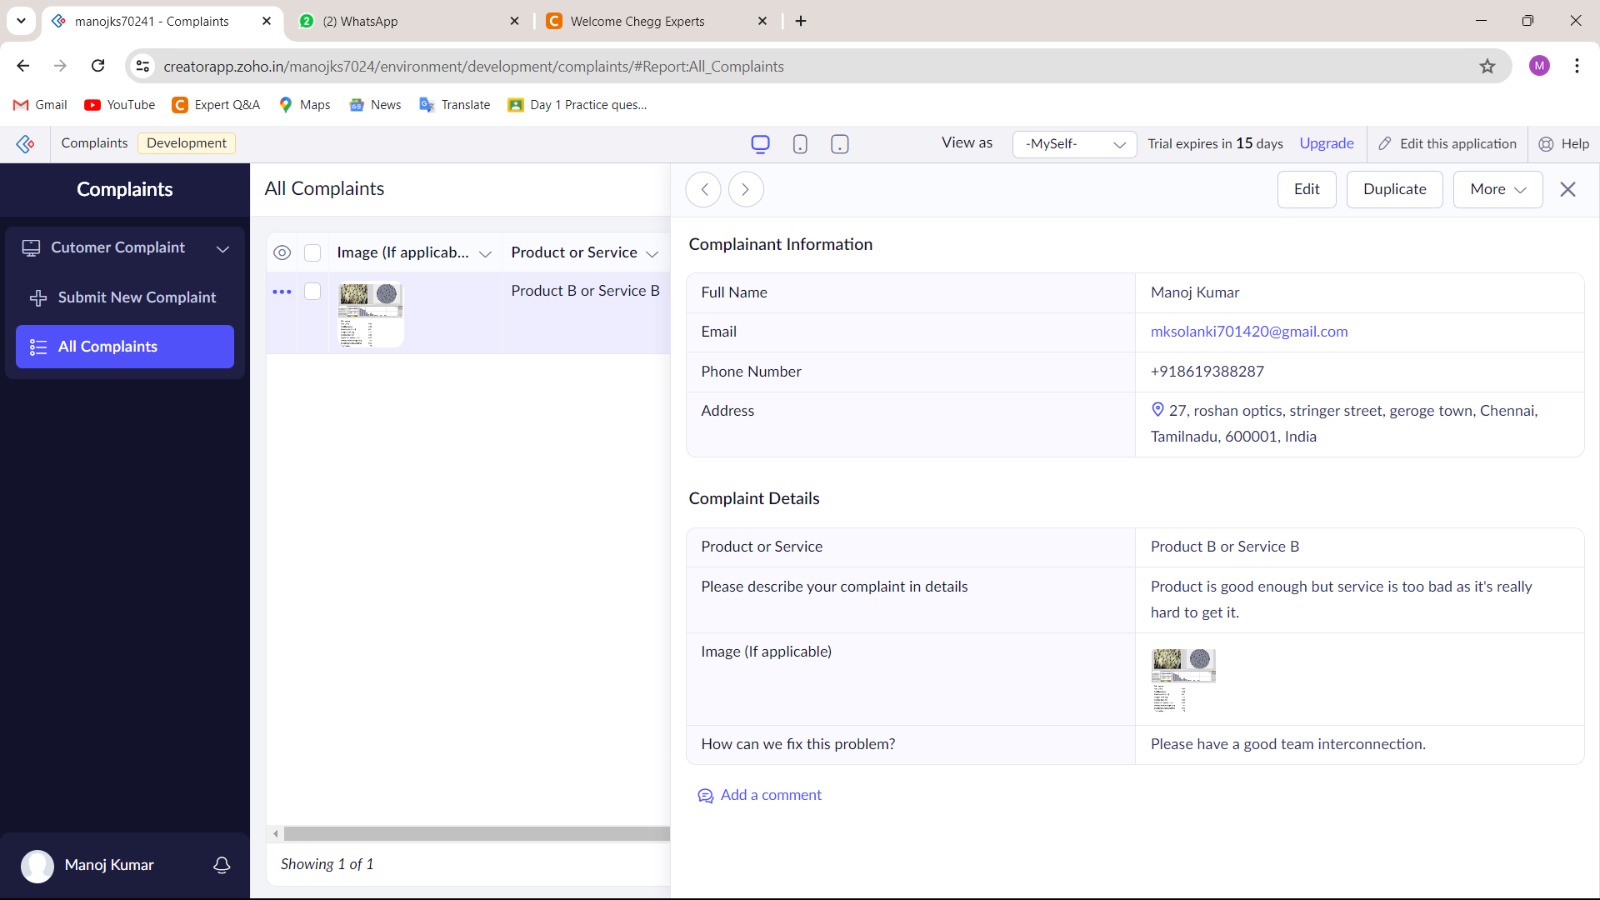 manojks70241 - Complaints
2
(2) WhatsApp
C
Welcome Chegg Experts
creatorapp.zoho.in/manojks7024/environment/development/complaints/#Report:All_Complaints
M
Gmail
YouTube
C
Expert Q&A
Maps
News
Translate
Day 1 Practice ques...
Complaints
Development
View as
-MySelf-
Trial expires in 15 days
Upgrade
Edit this application
Help
Complaints
Cutomer Complaint
Submit New Complaint
All Complaints
Manoj Kumar
All Complaints
Image (If applicab...
Product or Service
Product B or Service B
Showing 1 of 1
Edit
Duplicate
More
Complainant Information
Full Name
Manoj Kumar
Email
mksolanki701420@gmail.com
Phone Number
+918619388287
Address
27, roshan optics, stringer street, geroge town, Chennai,
Tamilnadu, 600001, India
Complaint Details
Product or Service
Product B or Service B
Please describe your complaint in details
Product is good enough but service is too bad as it's really
hard to get it.
Image (If applicable)
How can we fix this problem?
Please have a good team interconnection.
Add a comment